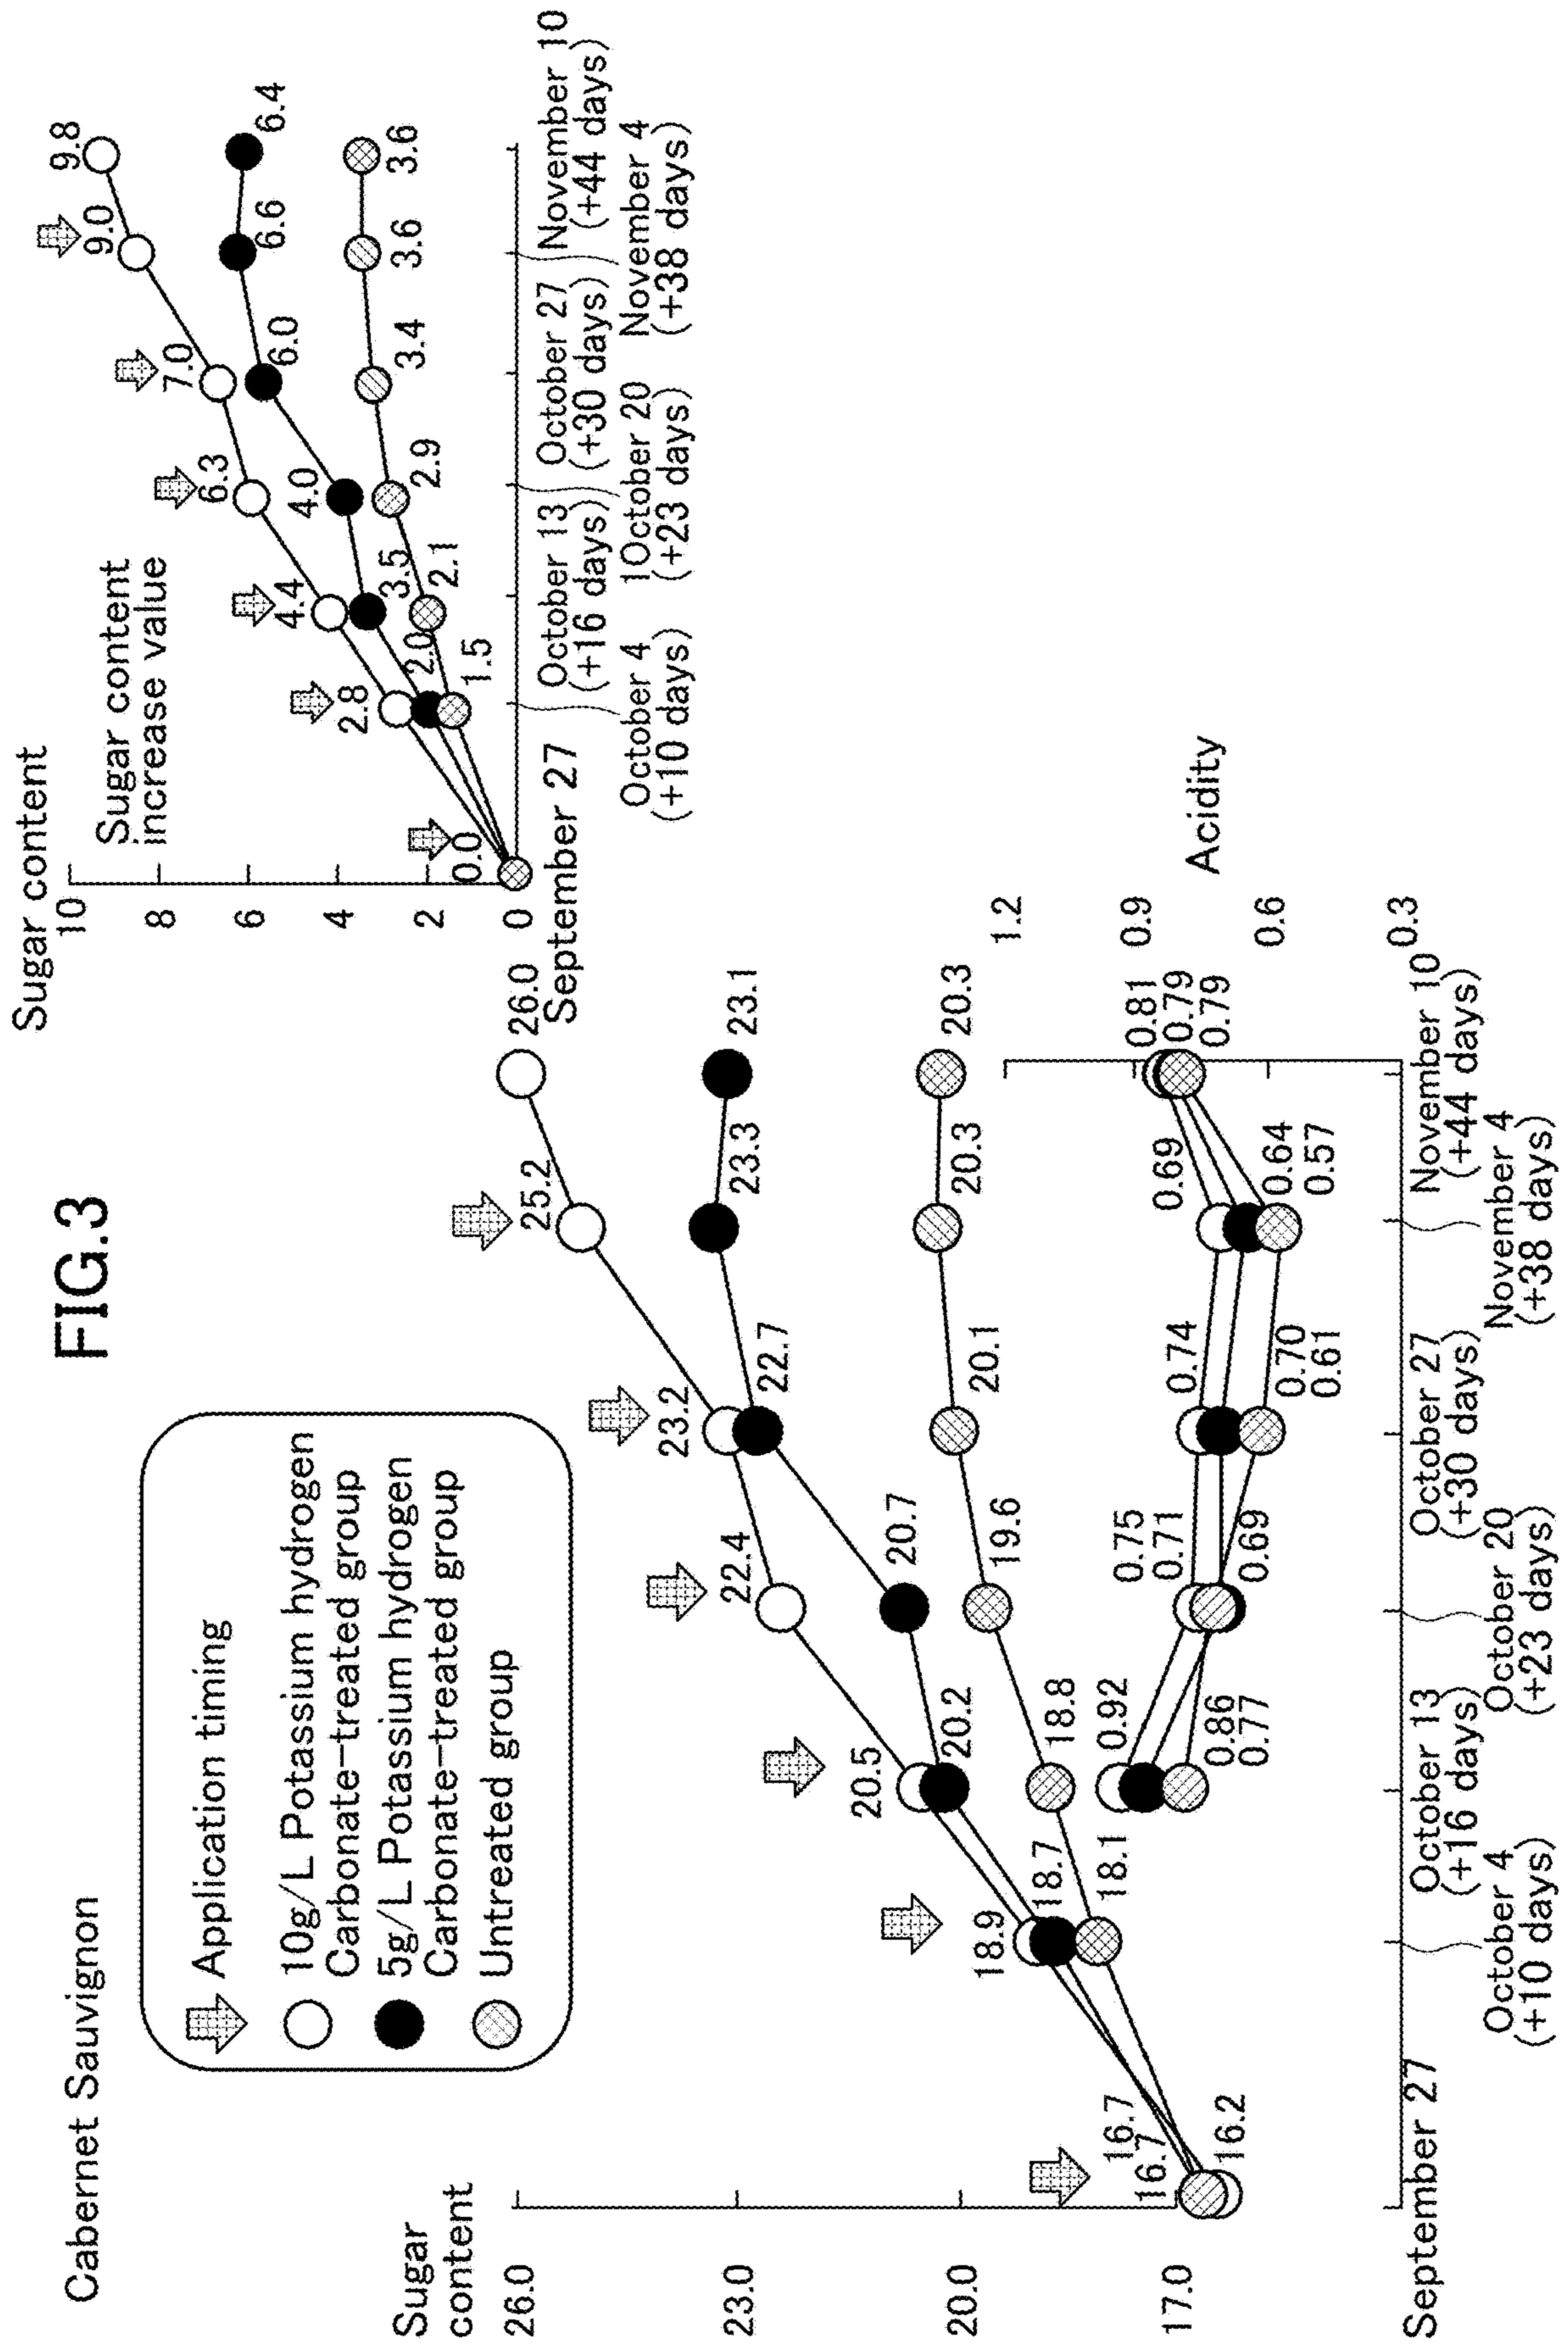 FIG.3
Cabernet Sauvignon
Application timing
10g/L Potassium hydrogen
Carbonate-treated group
5g/L Potassium hydrogen
Carbonate-treated group
Untreated group
Sugar
content
26.0
23.0
20.0
17.0
16.7
16.7
16.2
18.9
18.7
18.1
20.5
20.2
18.8
22.4
20.7
19.6
23.2
22.7
20.1
25.2
23.3
20.3
26.0
23.1
20.3
0.92
0.86
0.77
0.75
0.71
0.69
0.74
0.70
0.61
0.69
0.64
0.57
0.81
0.79
0.79
1.2
0.9
0.6
0.3
Acidity
September 27
October 4
(+10 days)
October 13
(+16 days)
October 20
(+23 days)
October 27
(+30 days)
November 4
(+38 days)
November 10
(+44 days)
Sugar content
Sugar content
increase value
10
8
6
4
2
0
0.0
2.8
2.0
1.5
4.4
3.5
2.1
6.3
4.0
2.9
7.0
6.0
3.4
9.0
6.6
3.6
9.8
6.4
3.6
September 27
October 4
(+10 days)
October 13
(+16 days)
1October 20
(+23 days)
October 27
(+30 days)
November 4
(+38 days)
November 10
(+44 days)